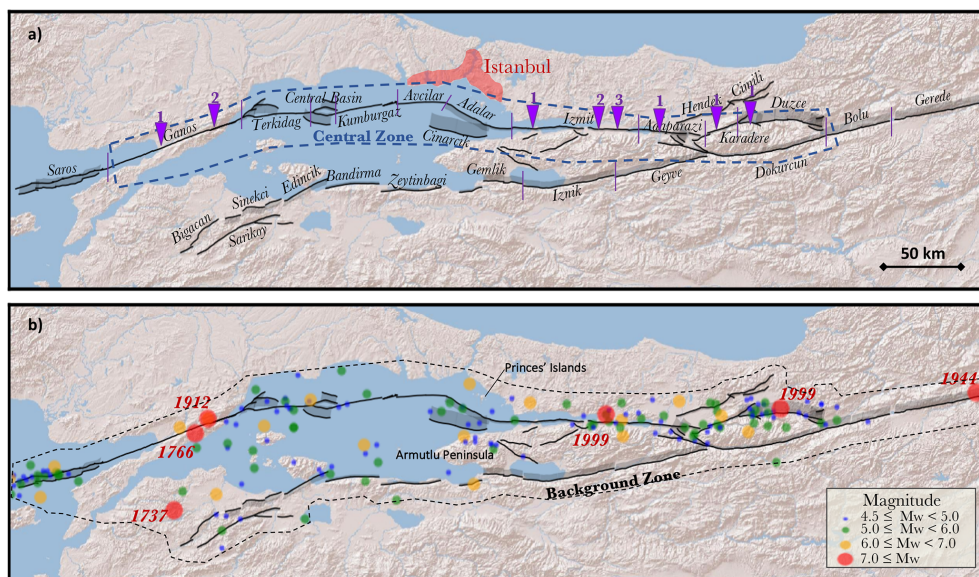 a)
Istanbul
1
2
1
2
3
1
1
1
Central Basin
Avcilar
Adalar
Hendek
Cinili
Duzce
Gerede
Bolu
Ganos
Terkidag
Kumburgaz
Izmit
Adaparazi
Karadere
Central Zone
Cinarcik
Saros
Gemlik
Geyve
Dokurcun
Bandirma
Zeytinbagi
Iznik
Edincik
Sinekci
Bigacan
Sarikoy
50 km
b)
Princes’ Islands
1912
1999
1944
1766
1999
Armutlu Peninsula
Background Zone
1737
Magnitude
4.5 ≤ Mw < 5.0
5.0 ≤ Mw < 6.0
6.0 ≤ Mw < 7.0
7.0 ≤ Mw